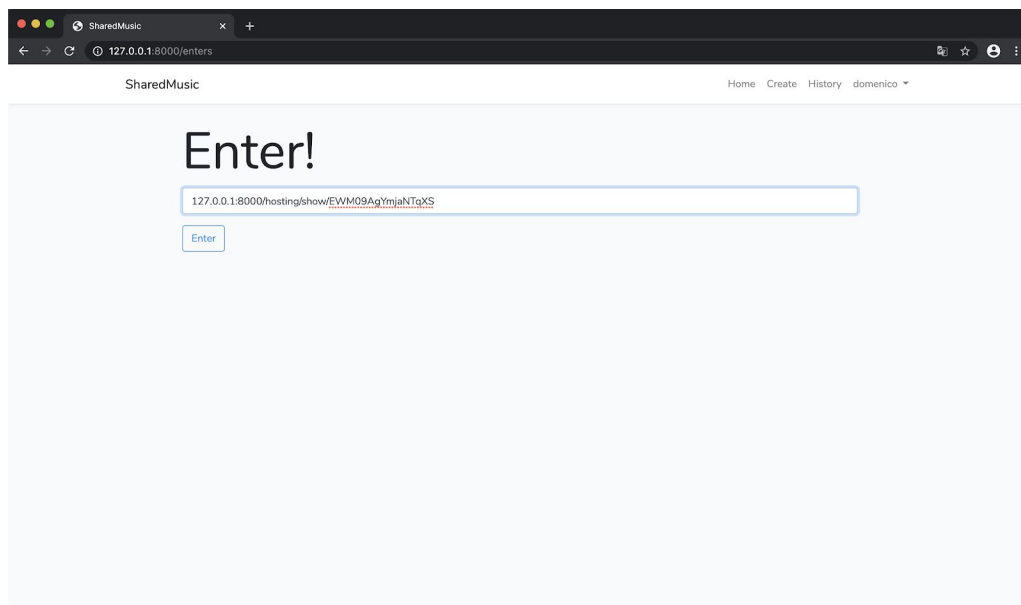 SharedMusic
127.0.0.1:8000/enters
SharedMusic Home Create History domenico
Enter!
127.0.0.1:8000/hosting/show/EWM09AgYmjaNTqXS
Enter